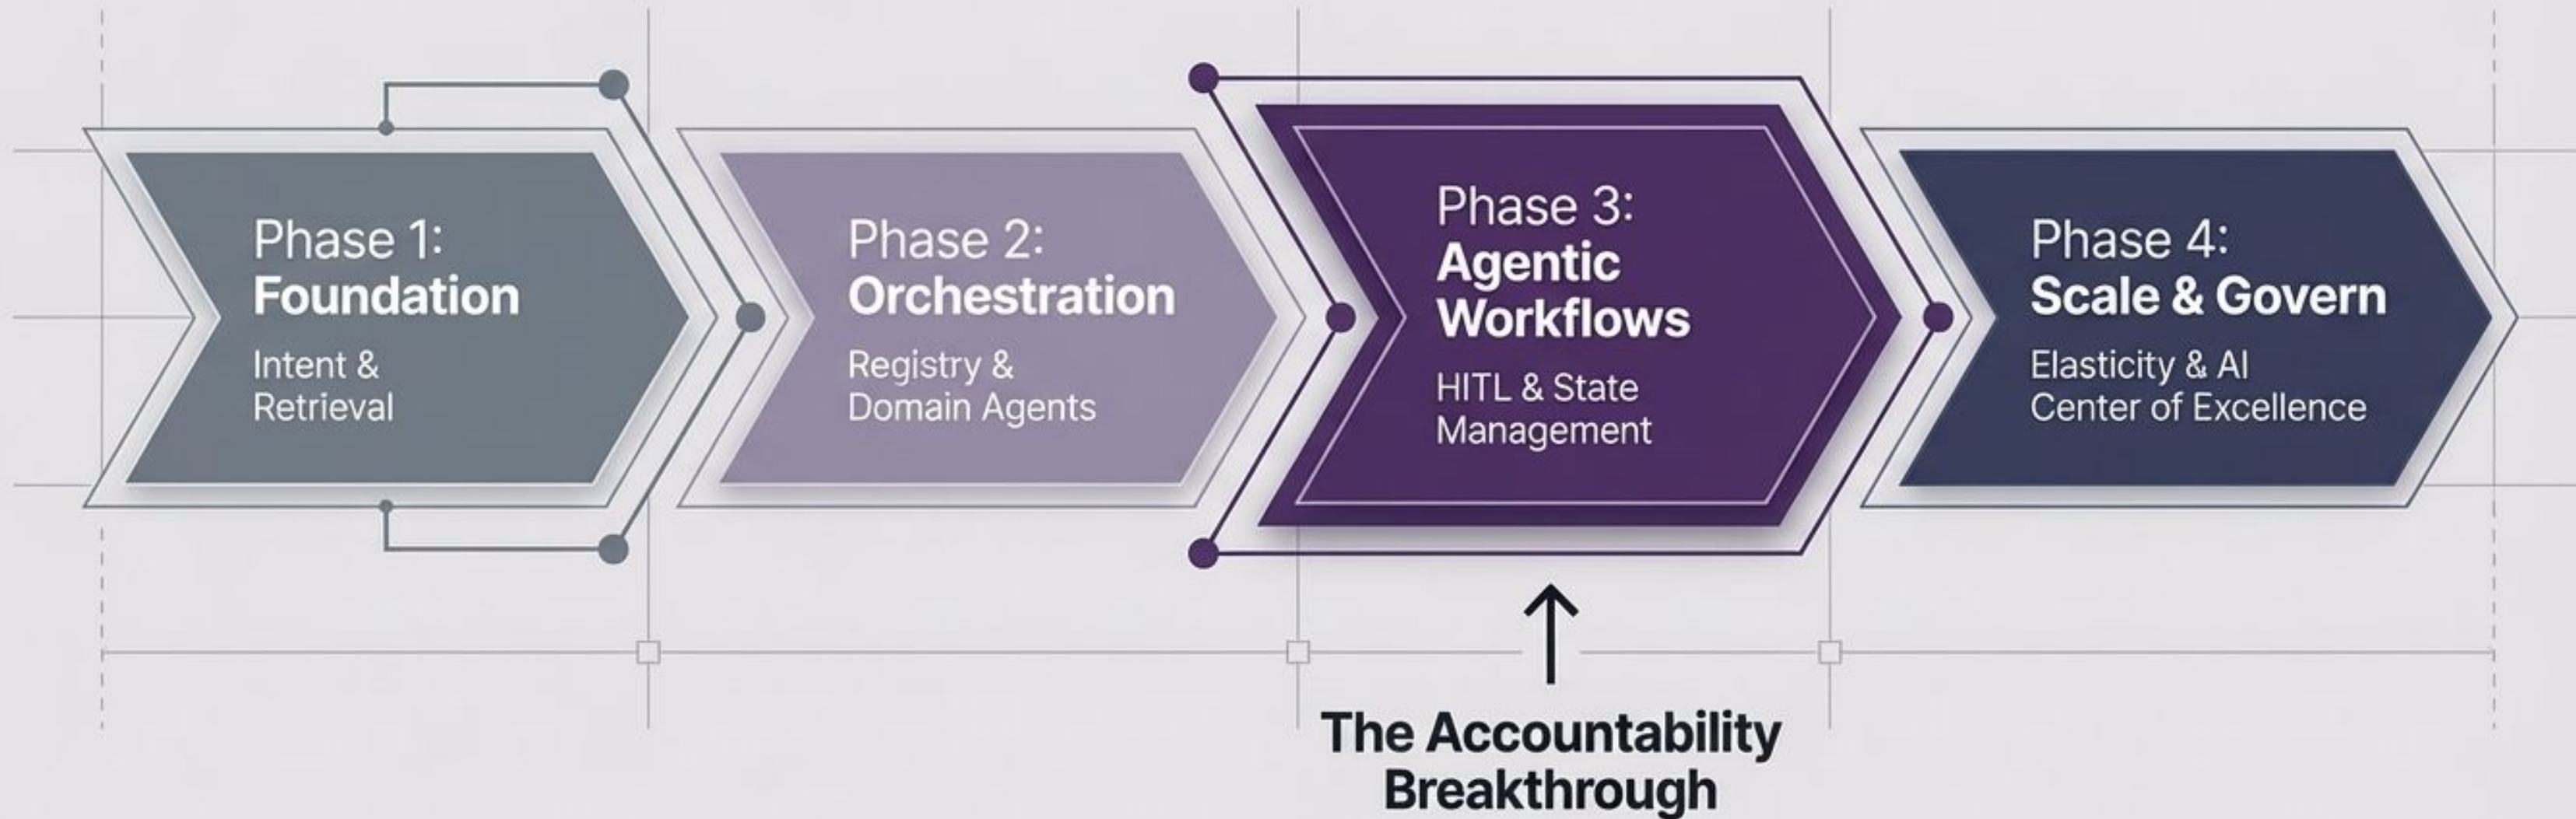 Phase 1:
Foundation
Intent &
Retrieval
Phase 2:
Orchestration
Registry &
Domain Agents
Phase 3:
Agentic
Workflows
HITL & State
Management
Phase 4:
Scale & Govern
Elasticity & AI
Center of Excellence
The Accountability
Breakthrough